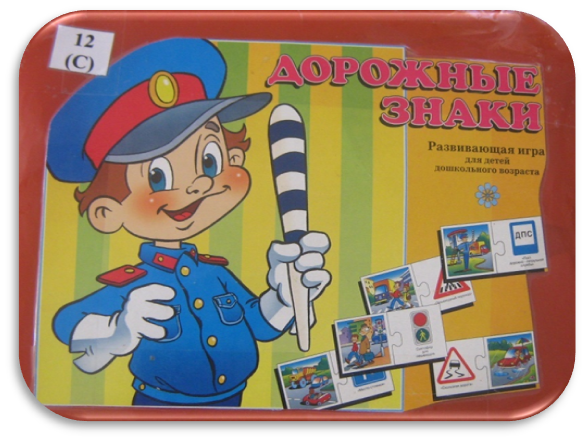 12
(С)
ДОРОЖНЫЕ
ЗНАКИ
Развивающая игра
для детей
дошкольного возраста
ДПС